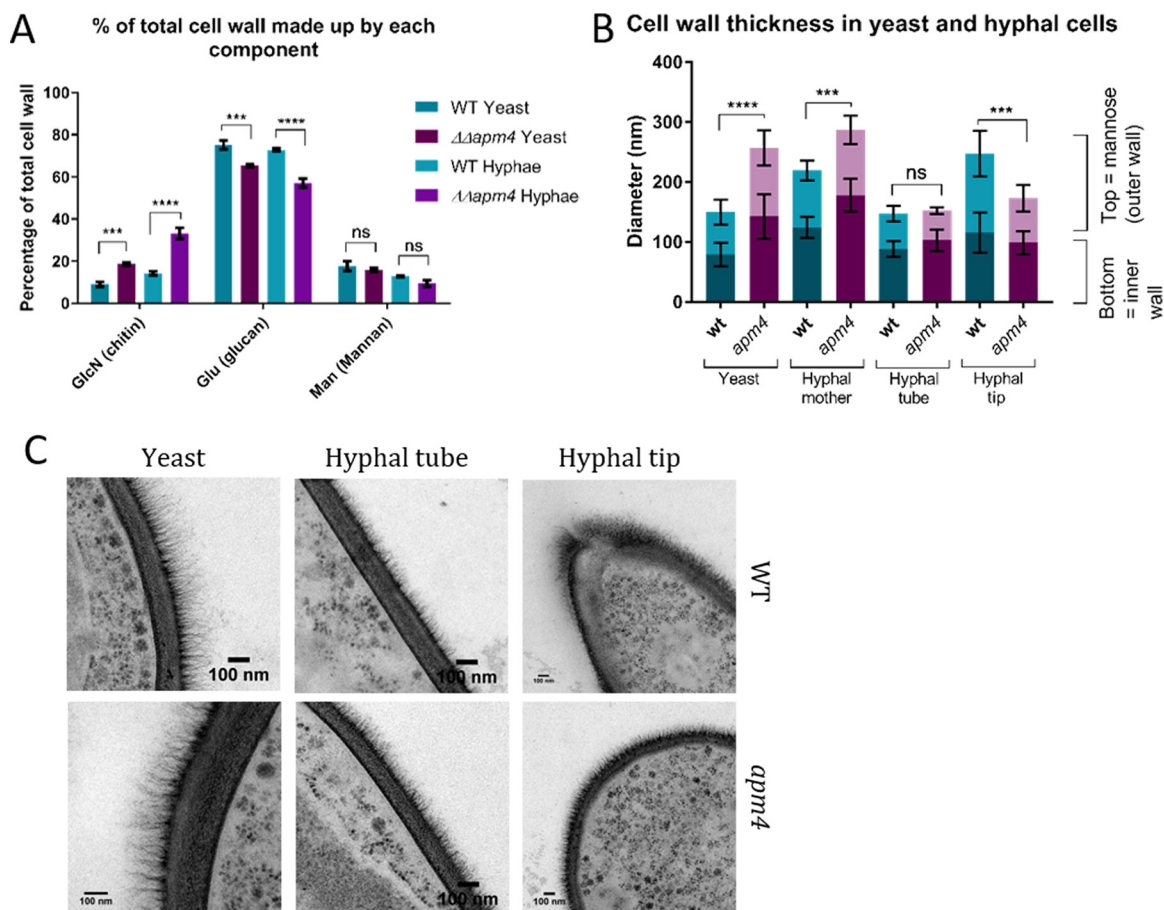 A
% of total cell wall made up by each
component
Percentage of total cell wall
100
80
60
40
20
0
***
****
***
****
ns
ns
GlcN (chitin)
Glu (glucan)
Man (Mannan)
WT Yeast
ΔΔapm4 Yeast
WT Hyphae
ΔΔapm4 Hyphae
B
Cell wall thickness in yeast and hyphal cells
Diameter (nm)
400
300
200
100
0
****
***
ns
***
wt
apm4
wt
apm4
wt
apm4
wt
apm4
Yeast
Hyphal
mother
Hyphal
tube
Hyphal
tip
Top = mannose
(outer wall)
Bottom
= inner
wall
C
Yeast
Hyphal tube
Hyphal tip
100 nm
100 nm
100 nm
WT
100 nm
100 nm
100 nm
apm4